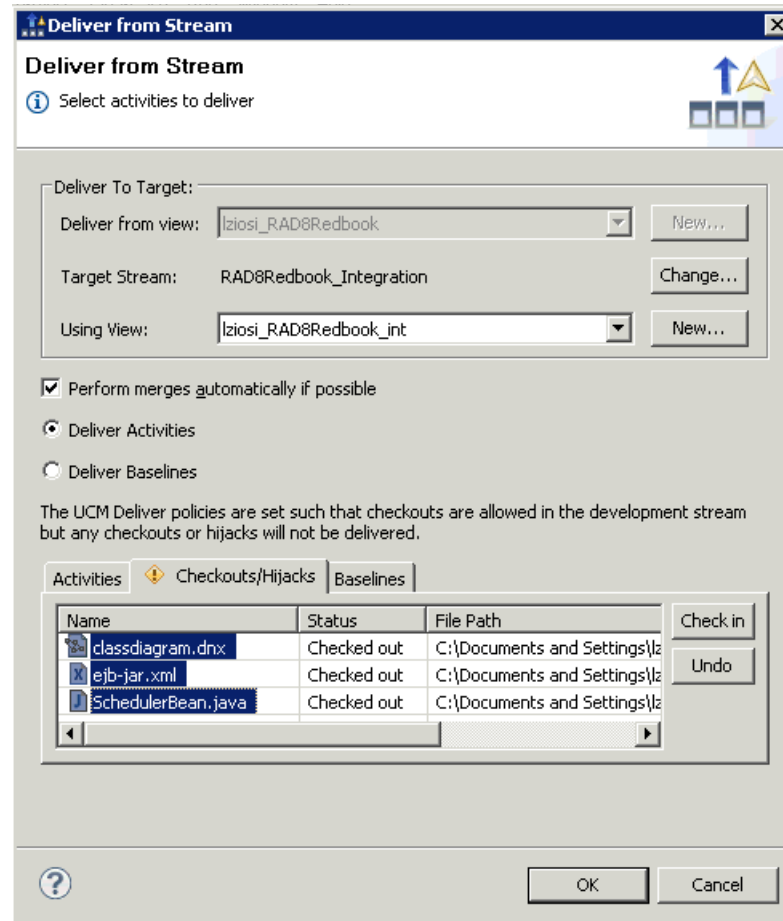 Deliver from Stream
Deliver from Stream
Select activities to deliver
Deliver To Target:
Deliver from view: lziosi_RAD8Redbook New...
Target Stream: RAD8Redbook_Integration Change...
Using View: lziosi_RAD8Redbook_int New...
Perform merges automatically if possible
Deliver Activities
Deliver Baselines
The UCM Deliver policies are set such that checkouts are allowed in the development stream
but any checkouts or hijacks will not be delivered.
Activities Checkouts/Hijacks Baselines
Name Status File Path Check in
classdiagram.dnx Checked out C:\Documents and Settings\lz
ejb-jar.xml Checked out C:\Documents and Settings\lz Undo
SchedulerBean.java Checked out C:\Documents and Settings\lz
OK Cancel